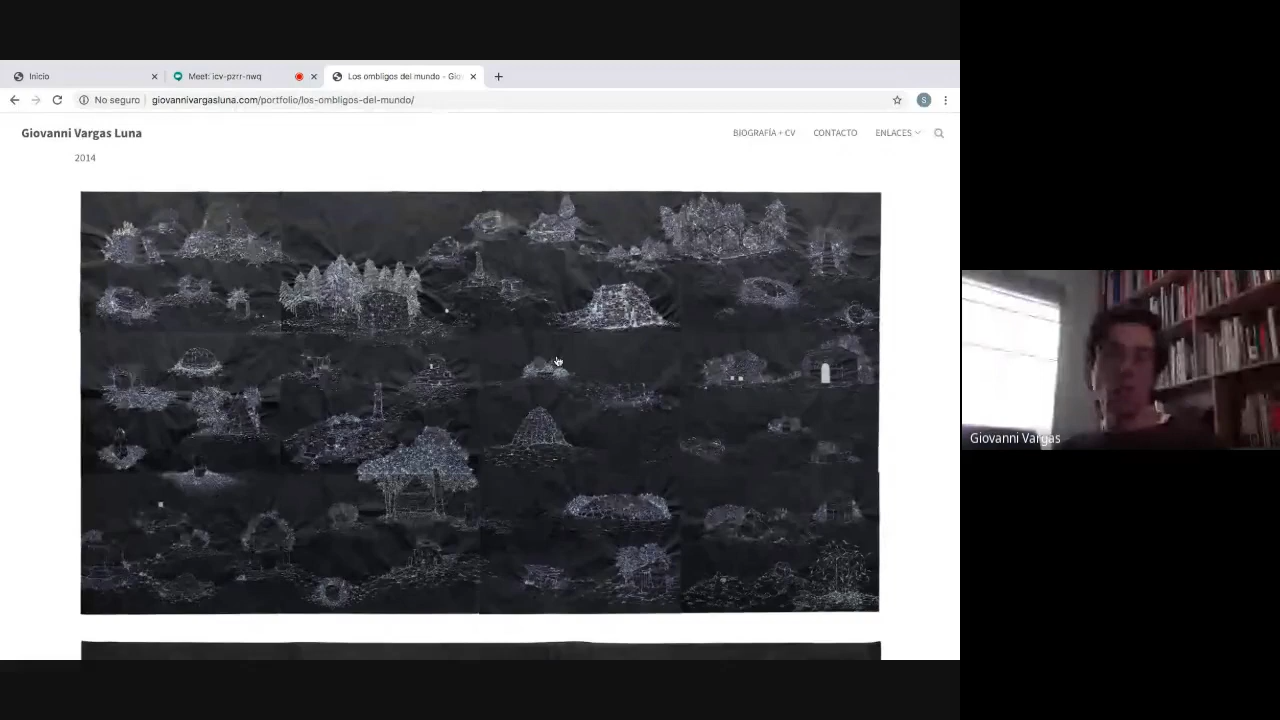 Inicio
Meet: icv-pzrr-nwq
Los ombligos del mundo - Gio
No seguro
giovannivargasluna.com/portfolio/los-ombligos-del-mundo/
S
Giovanni Vargas Luna
BIOGRAFÍA + CV
CONTACTO
ENLACES
2014
Giovanni Vargas